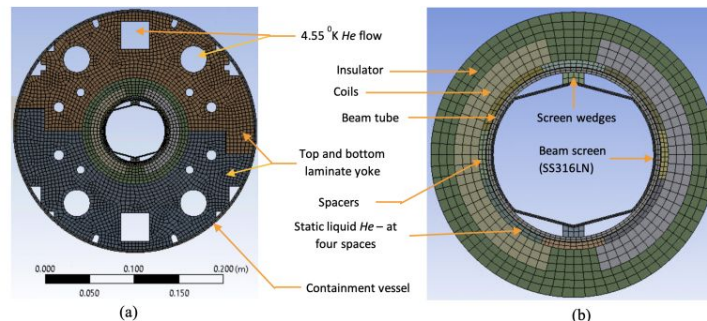 4.55 ⁰K He flow
Insulator
Coils
Beam tube
Screen wedges
Beam screen
(SS316LN)
Top and bottom
laminate yoke
Spacers
Static liquid He – at
four spaces
Containment vessel
0.000 0.100 0.200 (m)
0.050 0.150
(a) (b)